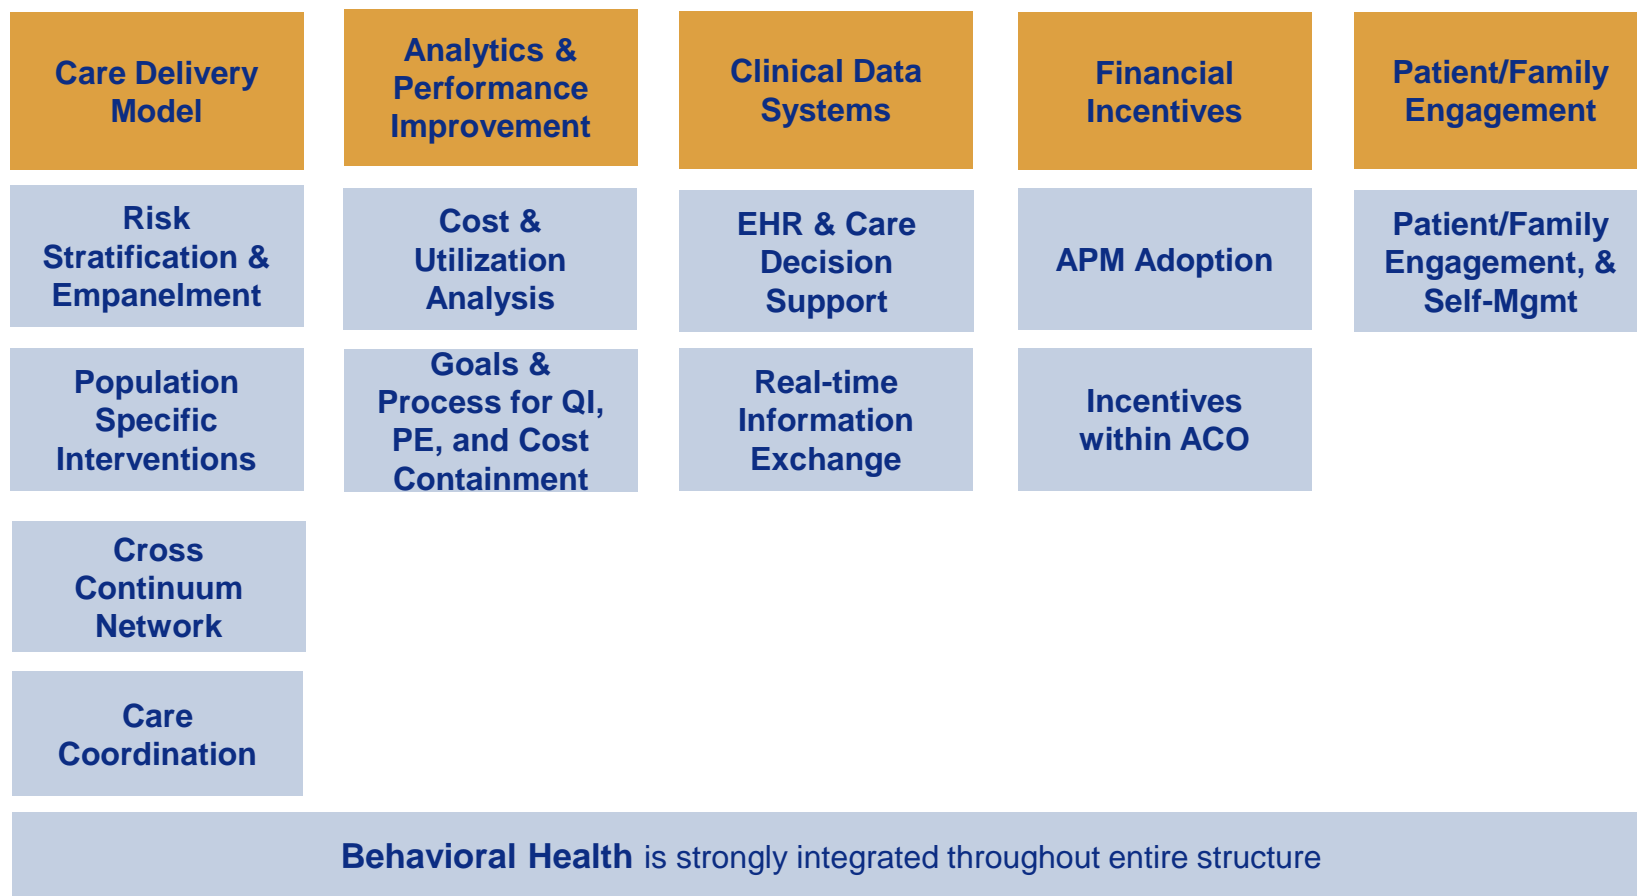 Care Delivery
Model
Analytics &
Performance
Improvement
Clinical Data
Systems
Financial
Incentives
Patient/Family
Engagement
Risk
Stratification &
Empanelment
Cost &
Utilization
Analysis
EHR & Care
Decision
Support
APM Adoption
Patient/Family
Engagement, &
Self-Mgmt
Population
Specific
Interventions
Goals &
Process for QI,
PE, and Cost
Containment
Real-time
Information
Exchange
Incentives
within ACO
Cross
Continuum
Network
Care
Coordination
Behavioral Health is strongly integrated throughout entire structure